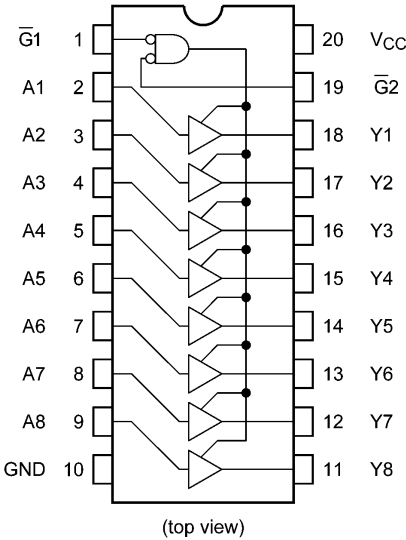 G̅1 1 20 VCC
A1 2 19 G̅2
A2 3 18 Y1
A3 4 17 Y2
A4 5 16 Y3
A5 6 15 Y4
A6 7 14 Y5
A7 8 13 Y6
A8 9 12 Y7
GND 10 11 Y8
(top view)